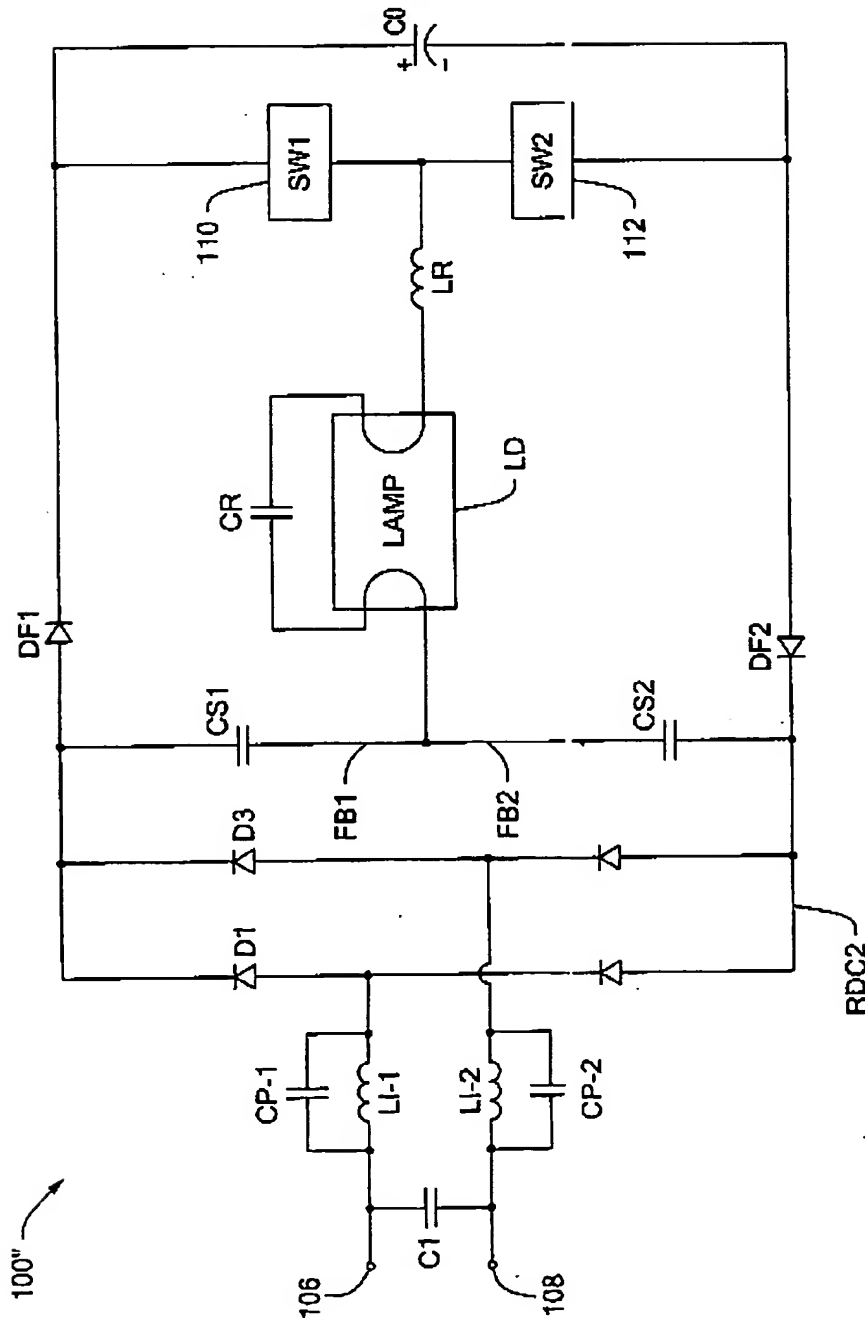 100"
106
108
C1
CP-1
LI-1
LI-2
CP-2
D1
D3
RDC2
CS1
FB1
FB2
CS2
DF1
DF2
CR
LAMP
LD
LR
110
SW1
SW2
112
+
C0
-